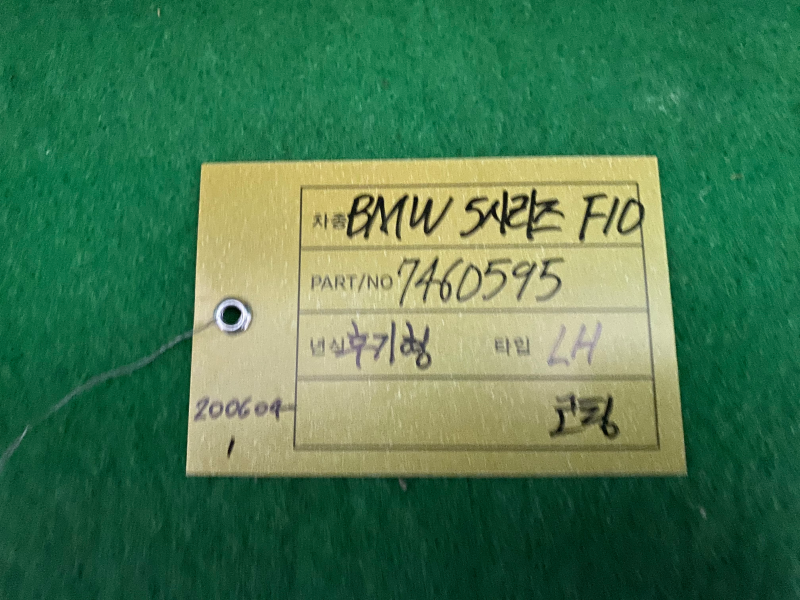 차종 BMW 5시리즈 F10
PART/NO 7460595
년식 후기형 타입 LH
코팅
200604-
1